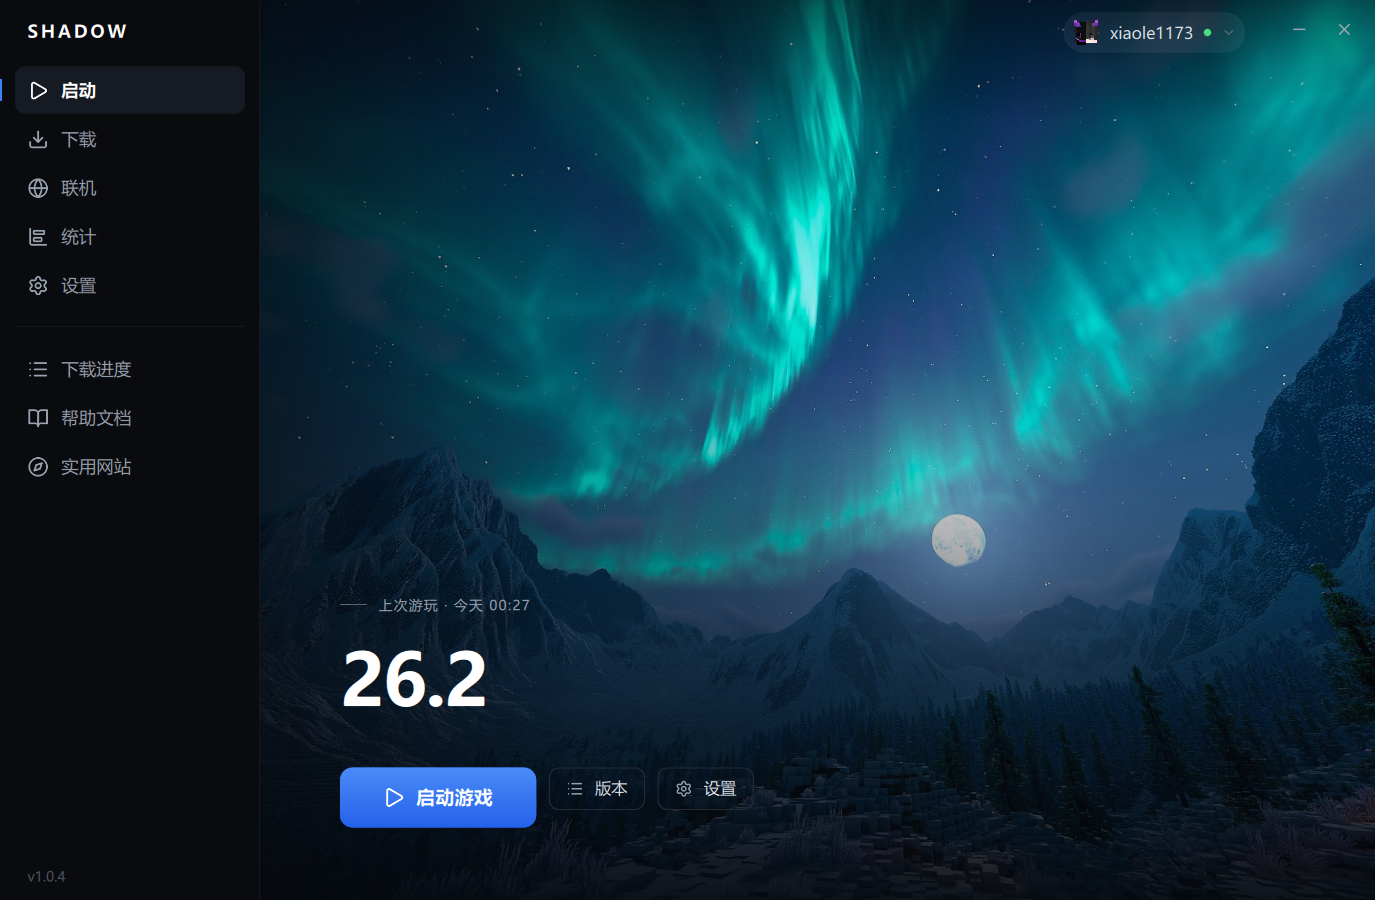 SHADOW
启动
下载
联机
统计
设置
下载进度
帮助文档
实用网站
v1.0.4
xiaole1173
上次游玩 · 今天 00:27
26.2
启动游戏
版本
设置